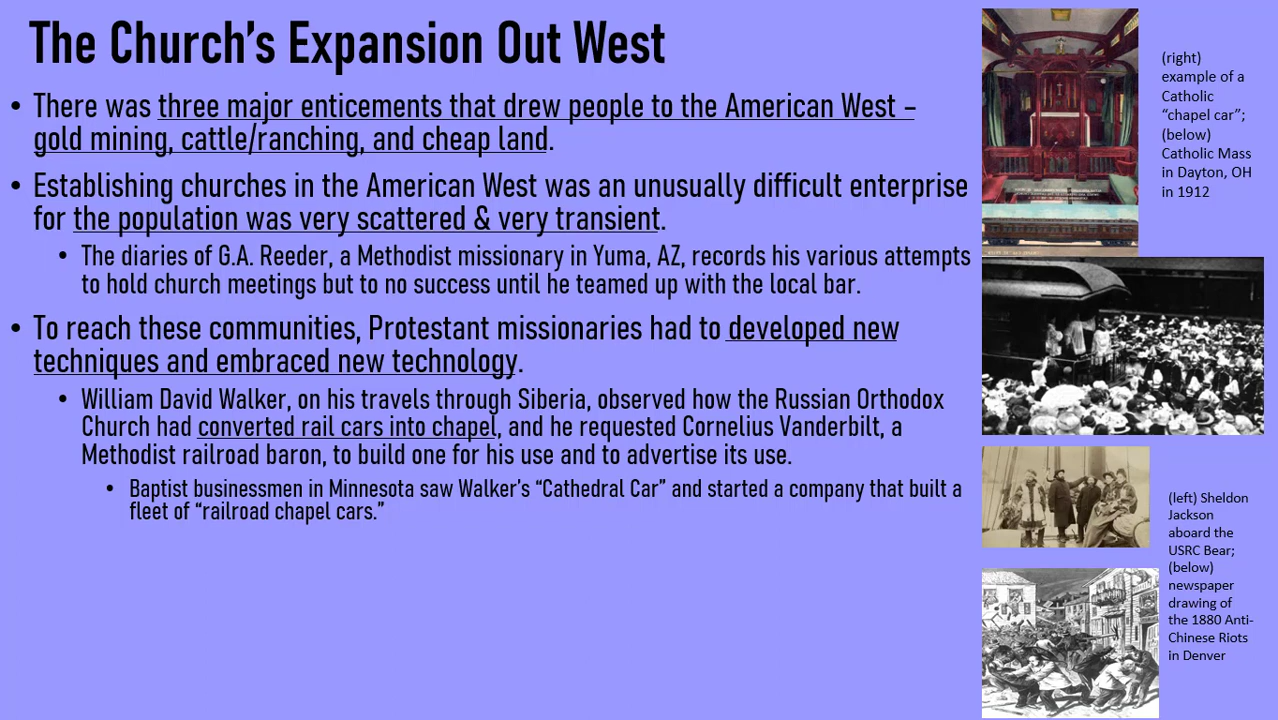 The Church’s Expansion Out West
• There was three major enticements that drew people to the American West –
gold mining, cattle/ranching, and cheap land.
• Establishing churches in the American West was an unusually difficult enterprise
for the population was very scattered & very transient.
• The diaries of G.A. Reeder, a Methodist missionary in Yuma, AZ, records his various attempts
to hold church meetings but to no success until he teamed up with the local bar.
• To reach these communities, Protestant missionaries had to developed new
techniques and embraced new technology.
• William David Walker, on his travels through Siberia, observed how the Russian Orthodox
Church had converted rail cars into chapel, and he requested Cornelius Vanderbilt, a
Methodist railroad baron, to build one for his use and to advertise its use.
• Baptist businessmen in Minnesota saw Walker’s “Cathedral Car” and started a company that built a
fleet of “railroad chapel cars.”
(right)
example of a
Catholic
“chapel car”;
(below)
Catholic Mass
in Dayton, OH
in 1912
(left) Sheldon
Jackson
aboard the
USRC Bear;
(below)
newspaper
drawing of
the 1880 Anti-
Chinese Riots
in Denver